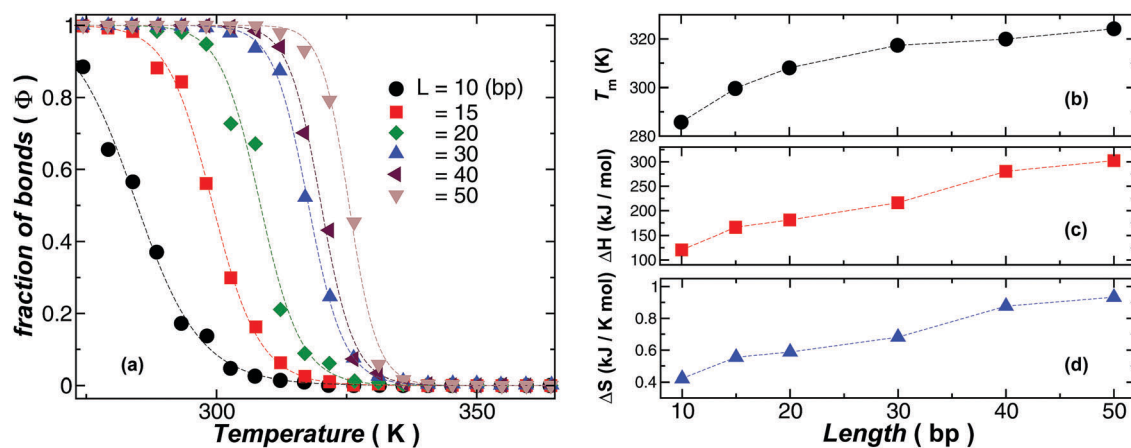 1
0.8
0.6
0.4
0.2
0
fraction of bonds ( Φ )
L = 10 (bp)
= 15
= 20
= 30
= 40
= 50
(a)
300
350
Temperature ( K )
320
300
280
T_m (K)
(b)
300
250
200
150
100
ΔH (kJ / mol)
(c)
0.8
0.6
0.4
ΔS (kJ / K mol)
(d)
10
20
30
40
50
Length ( bp )